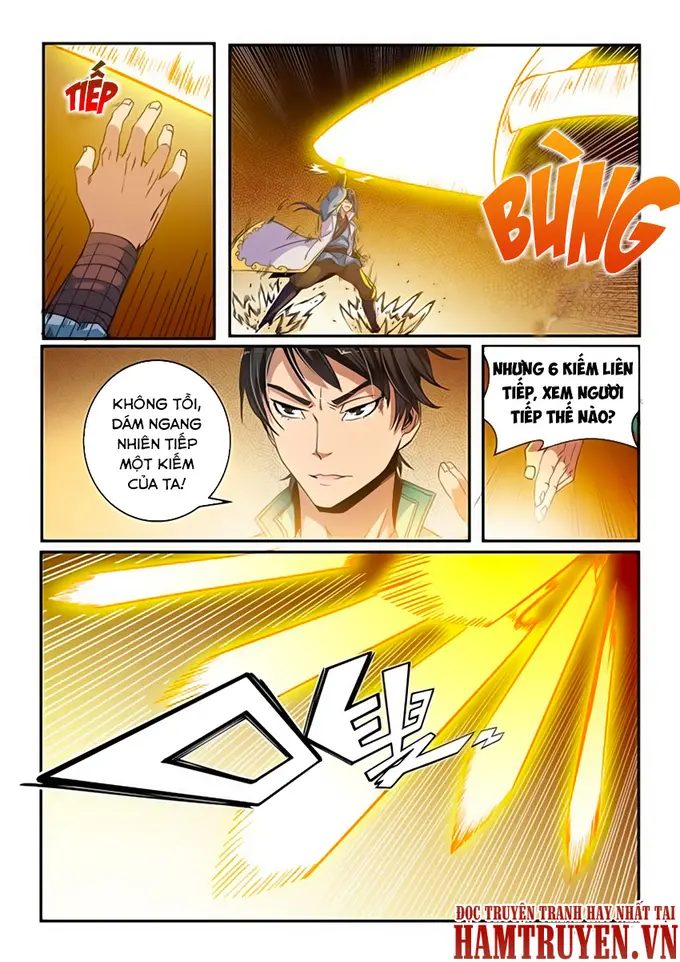 TIẾP
BÙNG
KHÔNG TỒI,
DÁM NGANG
NHIÊN TIẾP
MỘT KIẾM
CỦA TA!
NHƯNG 6 KIẾM LIÊN
TIẾP, XEM NGƯƠI
TIẾP THẾ NÀO?
ĐỌC TRUYỆN TRANH HAY NHẤT TẠI
HAMTRUYEN.VN